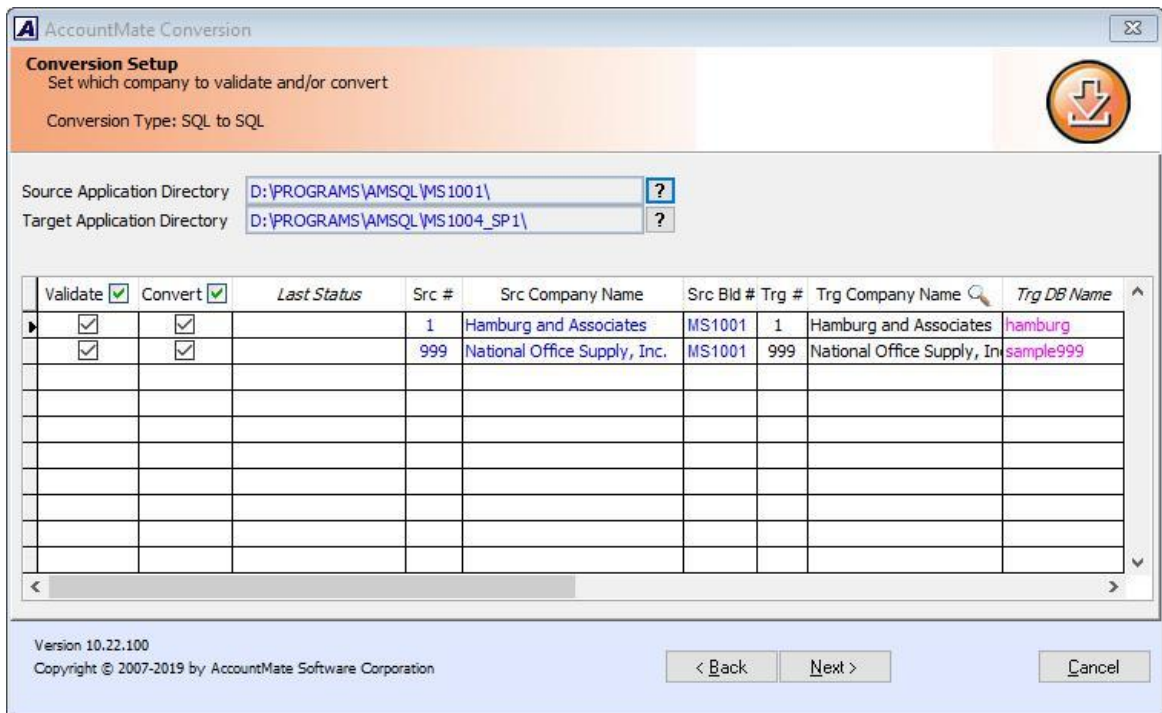 AccountMate Conversion
Conversion Setup
Set which company to validate and/or convert
Conversion Type: SQL to SQL
Source Application Directory D:\PROGRAMS\AMSQL\MS1001\ ?
Target Application Directory D:\PROGRAMS\AMSQL\MS1004_SP1\ ?
Validate Convert Last Status Src # Src Company Name Src Bld # Trg # Trg Company Name Trg DB Name
1 Hamburg and Associates MS1001 1 Hamburg and Associates hamburg
999 National Office Supply, Inc. MS1001 999 National Office Supply, In sample999
Version 10.22.100
Copyright © 2007-2019 by AccountMate Software Corporation
< Back Next > Cancel